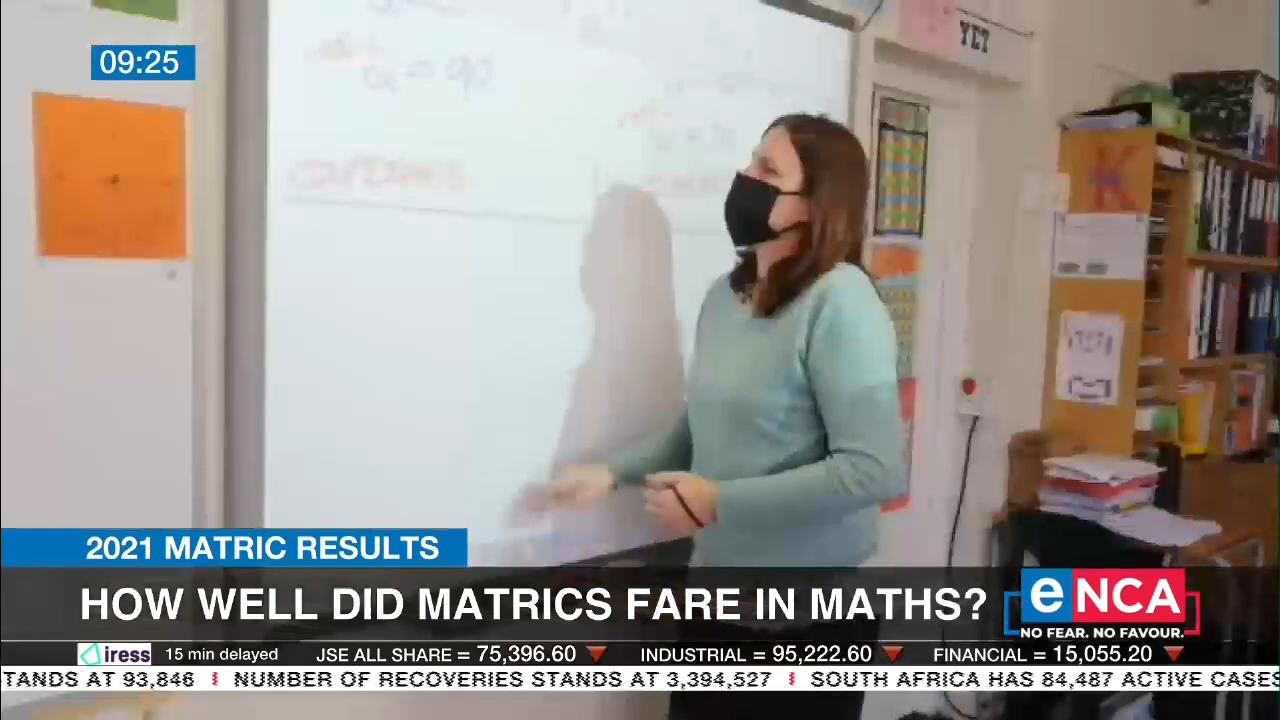 YET
09:25
= 90
K
2021 MATRIC RESULTS
HOW WELL DID MATRICS FARE IN MATHS?
eNCA
NO FEAR. NO FAVOUR.
iress 15 min delayed JSE ALL SHARE = 75,396.60 INDUSTRIAL = 95,222.60 FINANCIAL = 15,055.20
TANDS AT 93,846 NUMBER OF RECOVERIES STANDS AT 3,394,527 SOUTH AFRICA HAS 84,487 ACTIVE CASES